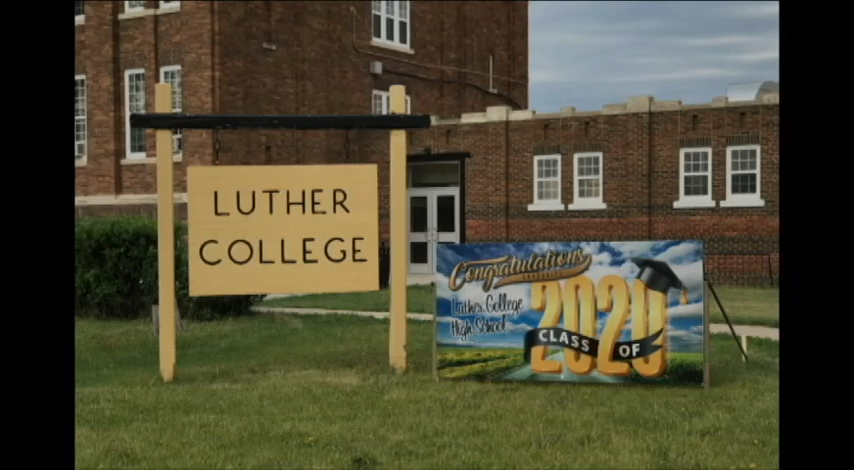 LUTHER
COLLEGE
Congratulations
Luther College
High School
2020
CLASS OF